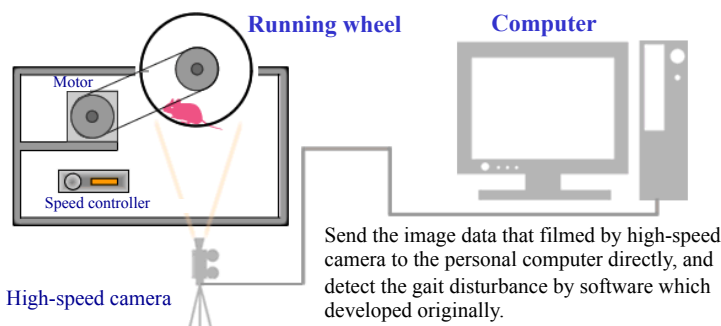 Running wheel
Computer
Motor
Speed controller
High-speed camera
Send the image data that filmed by high-speed
camera to the personal computer directly, and
detect the gait disturbance by software which
developed originally.